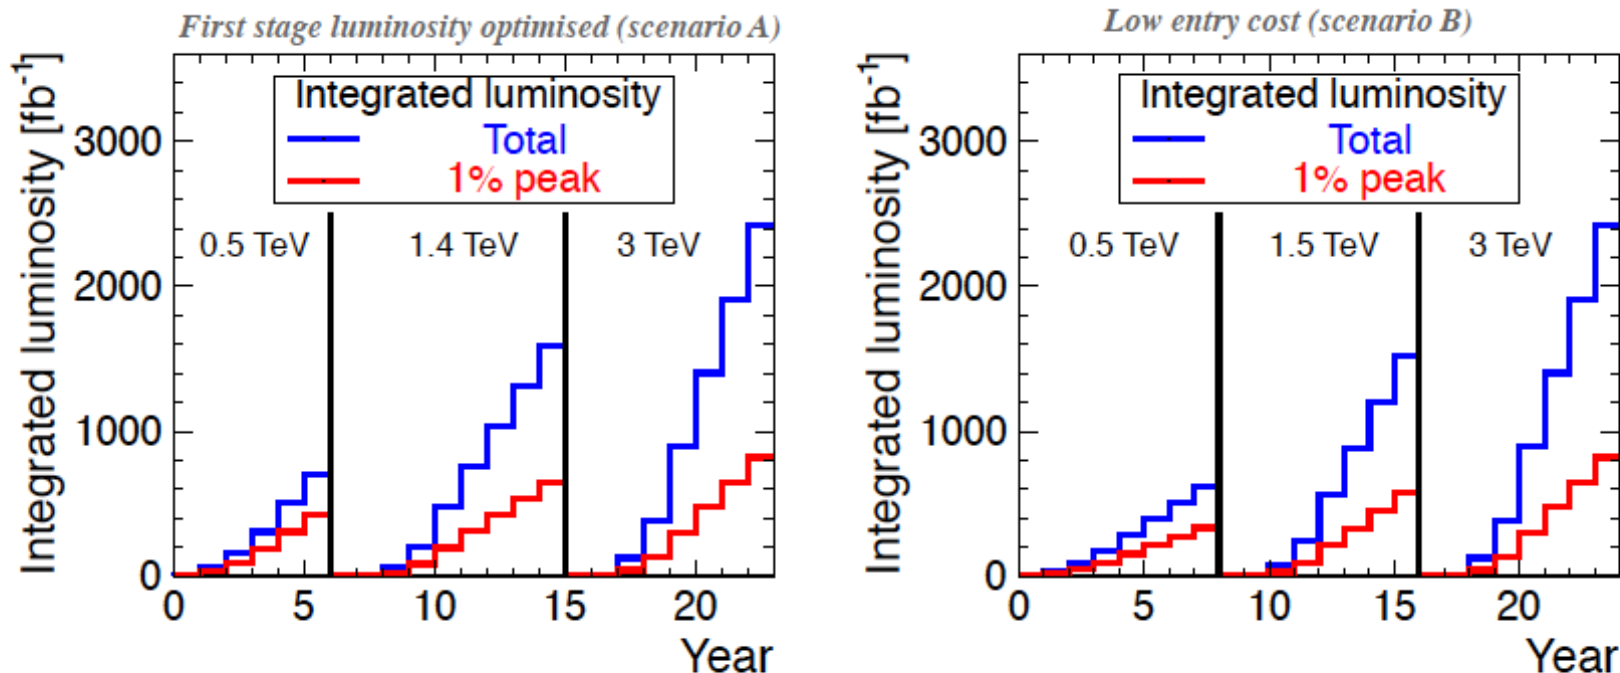 First stage luminosity optimised (scenario A)
Integrated luminosity [fb⁻¹]
3000
2000
1000
0
Integrated luminosity
Total
1% peak
0.5 TeV
1.4 TeV
3 TeV
0 5 10 15 20
Year
Low entry cost (scenario B)
Integrated luminosity [fb⁻¹]
3000
2000
1000
0
Integrated luminosity
Total
1% peak
0.5 TeV
1.5 TeV
3 TeV
0 5 10 15 20
Year